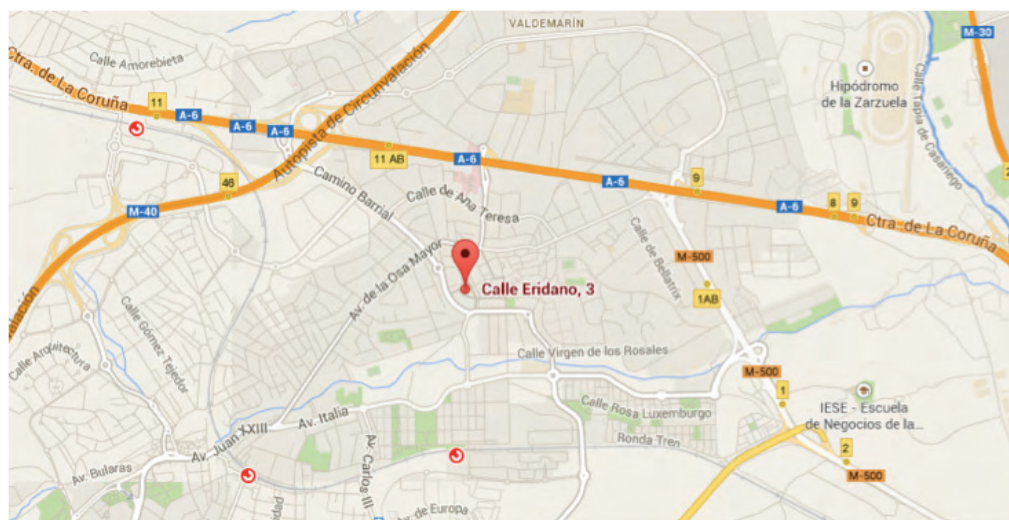 VALDEMARÍN
M-30
Calle Amorebieta
Ctra. de La Coruña
Autopista de Circunvalación
Hipódromo
de la Zarzuela
Calle Tapia de Casariego
11
A-6
A-6
A-6
11 AB
A-6
A-6
9
A-6
8
9
Ctra. de La Coruña
46
M-40
Camino Barrial
Calle de Aña Teresa
Calle de Bellatrix
M-500
Av. de la Osa Mayor
Calle Eridano, 3
1AB
valación
Calle Gómez Tejedor
Calle Arquitectura
Calle Virgen de los Rosales
M-500
1
IESE - Escuela
de Negocios de la...
Calle Rosa Luxemburgo
Av. Italia
Av. Juan XXIII
Av. Carlos III
Ronda Tren
2
M-500
Av. Bularas
Av. de Europa